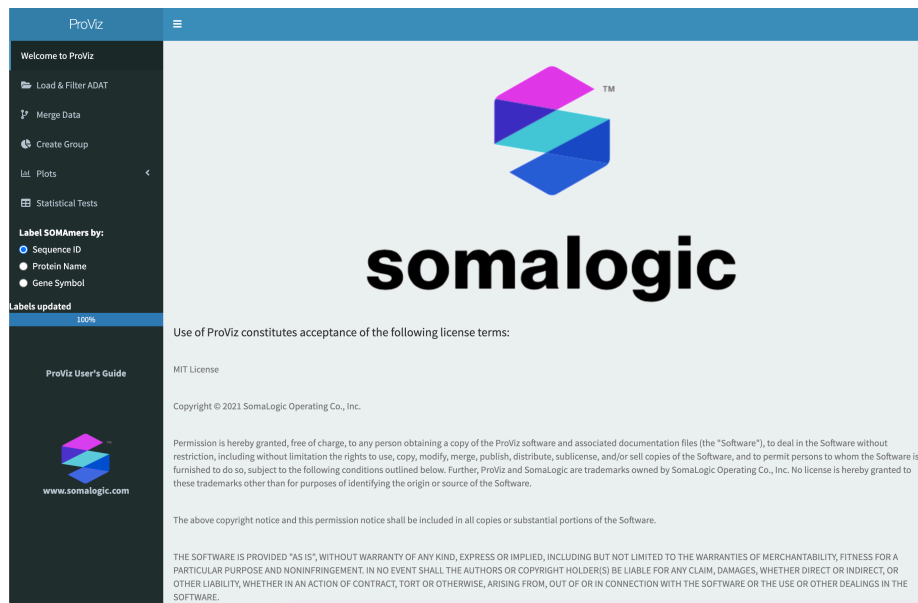 ProViz
Welcome to ProViz
Load & Filter ADAT
Merge Data
Create Group
Plots
Statistical Tests
Label SOMAmers by:
Sequence ID
Protein Name
Gene Symbol
Labels updated
100%
ProViz User's Guide
www.somalogic.com
TM
somalogic
Use of ProViz constitutes acceptance of the following license terms:
MIT License
Copyright © 2021 SomaLogic Operating Co., Inc.
Permission is hereby granted, free of charge, to any person obtaining a copy of the ProViz software and associated documentation files (the "Software"), to deal in the Software without
restriction, including without limitation the rights to use, copy, modify, merge, publish, distribute, sublicense, and/or sell copies of the Software, and to permit persons to whom the Software is
furnished to do so, subject to the following conditions outlined below. Further, ProViz and SomaLogic are trademarks owned by SomaLogic Operating Co., Inc. No license is hereby granted to
these trademarks other than for purposes of identifying the origin or source of the Software.
The above copyright notice and this permission notice shall be included in all copies or substantial portions of the Software.
THE SOFTWARE IS PROVIDED "AS IS", WITHOUT WARRANTY OF ANY KIND, EXPRESS OR IMPLIED, INCLUDING BUT NOT LIMITED TO THE WARRANTIES OF MERCHANTABILITY, FITNESS FOR A
PARTICULAR PURPOSE AND NONINFRINGEMENT. IN NO EVENT SHALL THE AUTHORS OR COPYRIGHT HOLDER(S) BE LIABLE FOR ANY CLAIM, DAMAGES, WHETHER DIRECT OR INDIRECT, OR
OTHER LIABILITY, WHETHER IN AN ACTION OF CONTRACT, TORT OR OTHERWISE, ARISING FROM, OUT OF OR IN CONNECTION WITH THE SOFTWARE OR THE USE OR OTHER DEALINGS IN THE
SOFTWARE.